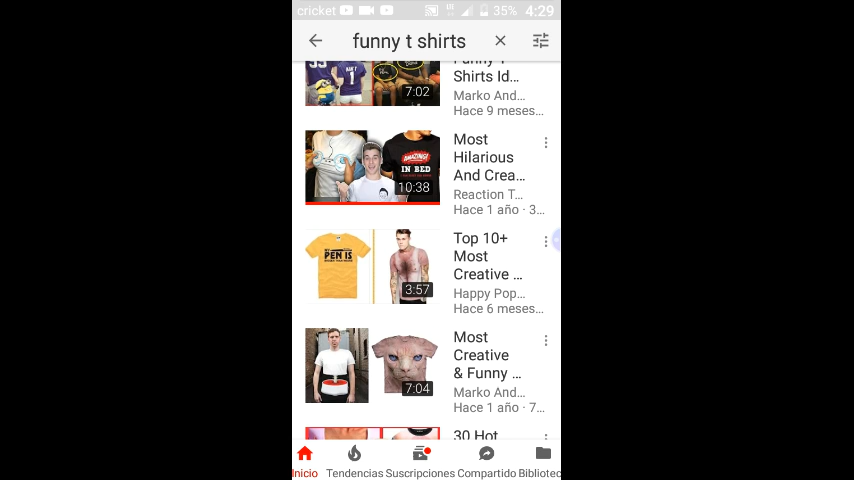 cricket 35% 4:29
funny t shirts
Funny T
Shirts Id...
Marko And...
Hace 9 meses...
7:02
Most
Hilarious
And Crea...
Reaction T...
Hace 1 año · 3...
AMAZING!
IN BED
10:38
Top 10+
Most
Creative ...
Happy Pop...
Hace 6 meses...
PEN IS
3:57
Most
Creative
& Funny ...
Marko And...
Hace 1 año · 7...
7:04
30 Hot
Inicio Tendencias Suscripciones Compartido Bibliotec